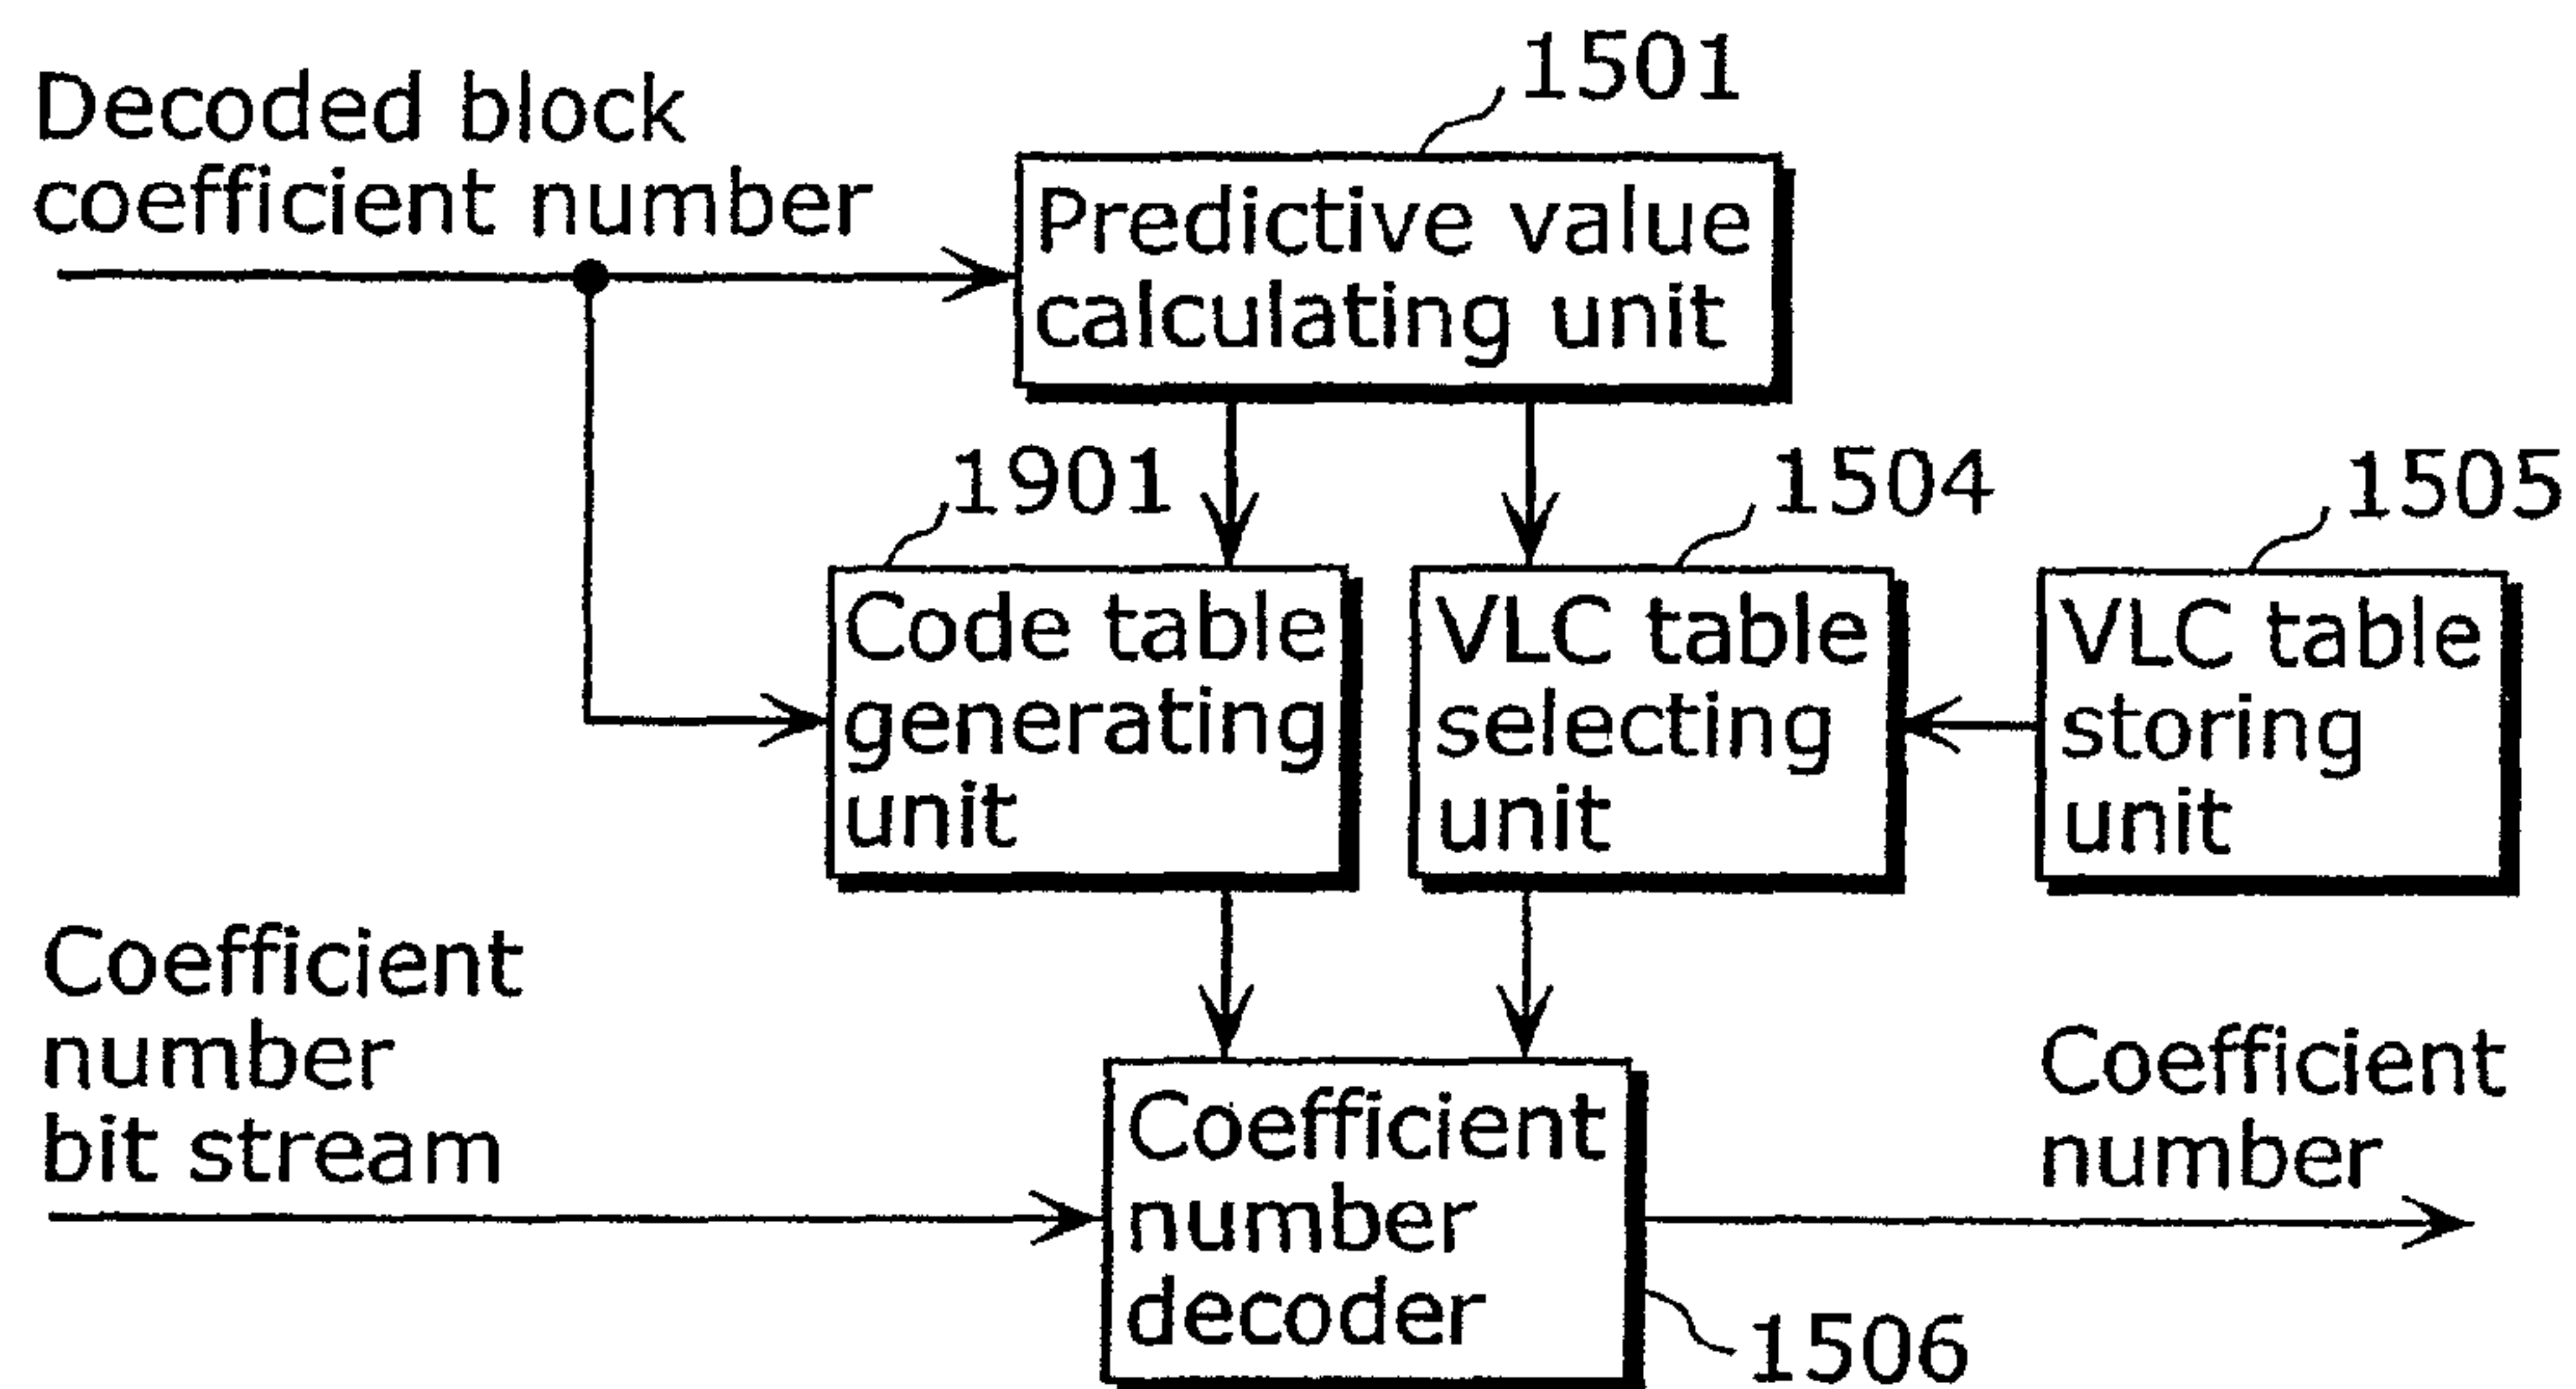 1501
Decoded block
coefficient number
Predictive value
calculating unit
1901
1504
1505
Code table
generating
unit
VLC table
selecting
unit
VLC table
storing
unit
Coefficient
number
bit stream
Coefficient
number
decoder
Coefficient
number
1506